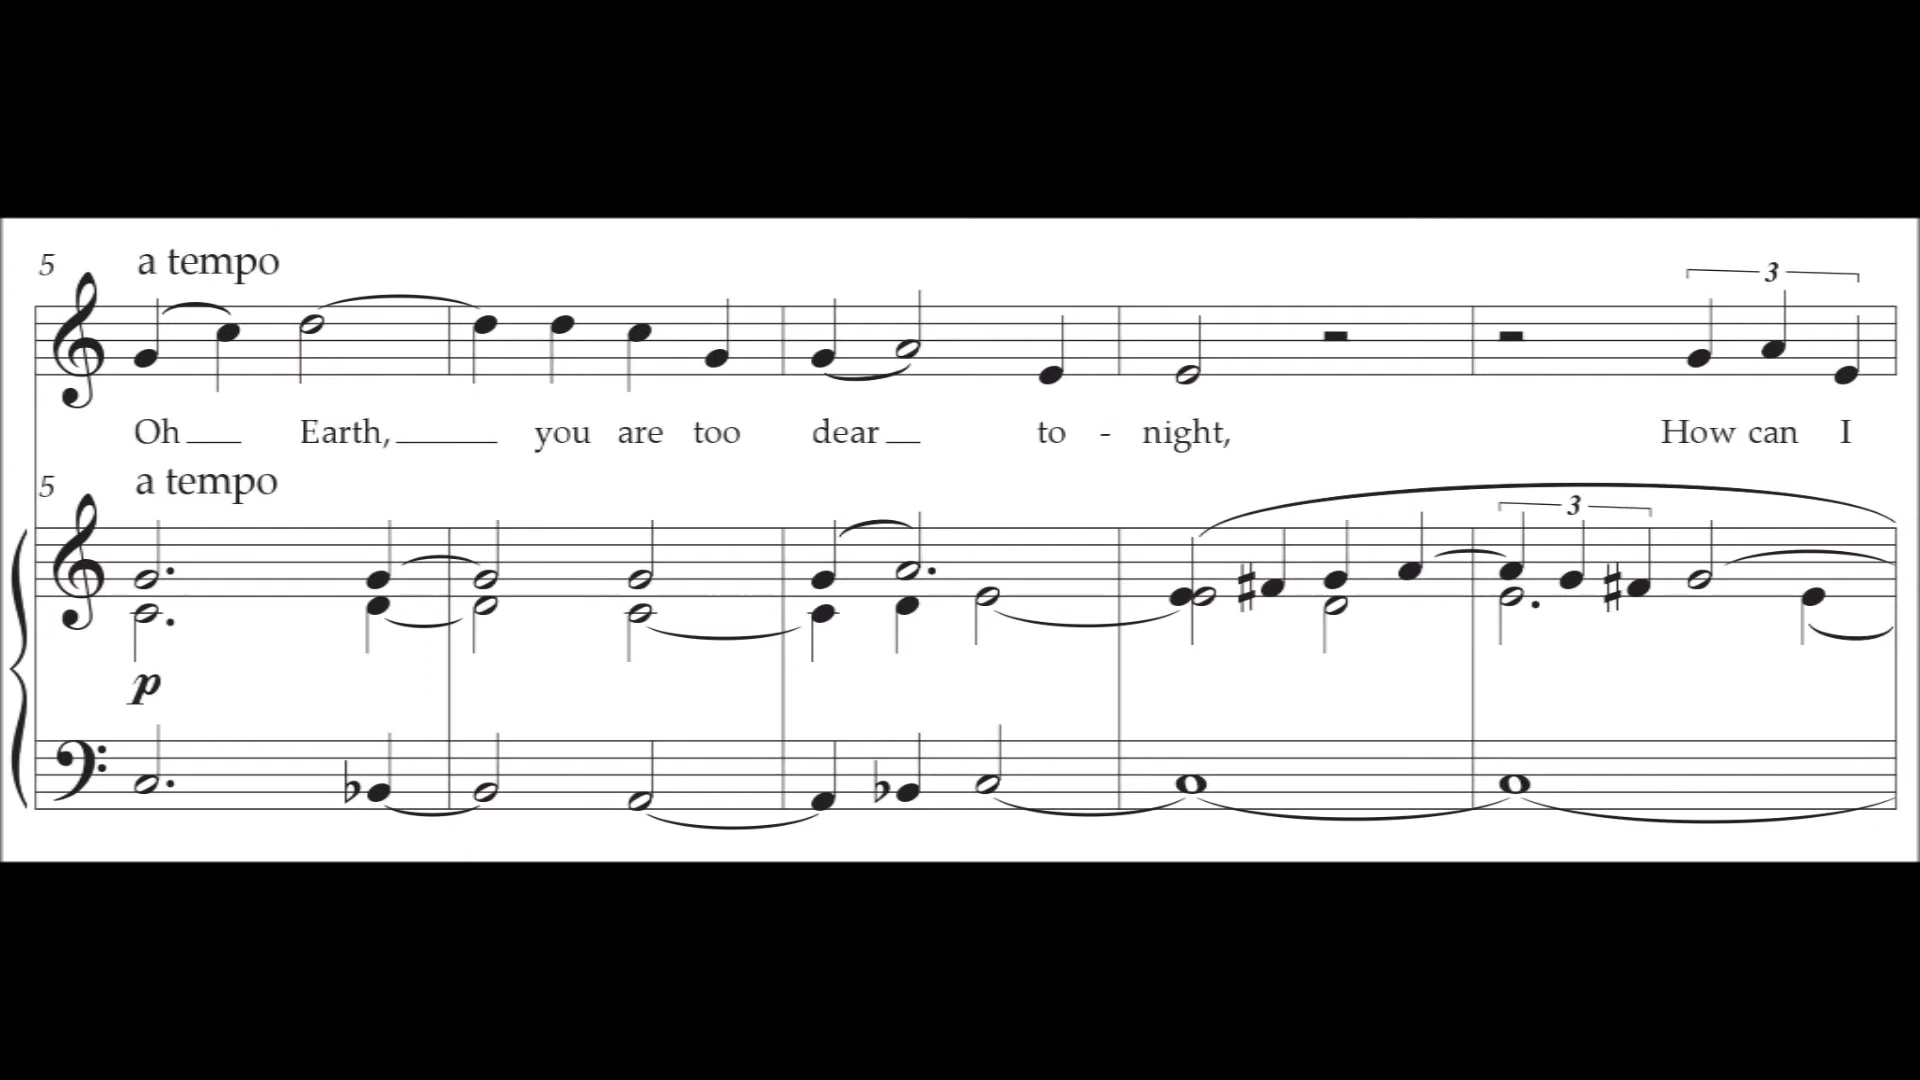 5 a tempo
3
Oh Earth, you are too dear to - night, How can I
5 a tempo
3
p